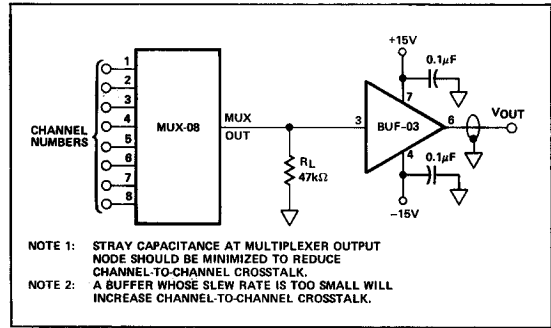 +15V
0.1µF
1
2
3
4
5
6
7
8
CHANNEL
NUMBERS
MUX-08
MUX
OUT
RL
47kΩ
3
BUF-03
7
6
4
VOUT
0.1µF
-15V
NOTE 1: STRAY CAPACITANCE AT MULTIPLEXER OUTPUT
NODE SHOULD BE MINIMIZED TO REDUCE
CHANNEL-TO-CHANNEL CROSSTALK.
NOTE 2: A BUFFER WHOSE SLEW RATE IS TOO SMALL WILL
INCREASE CHANNEL-TO-CHANNEL CROSSTALK.